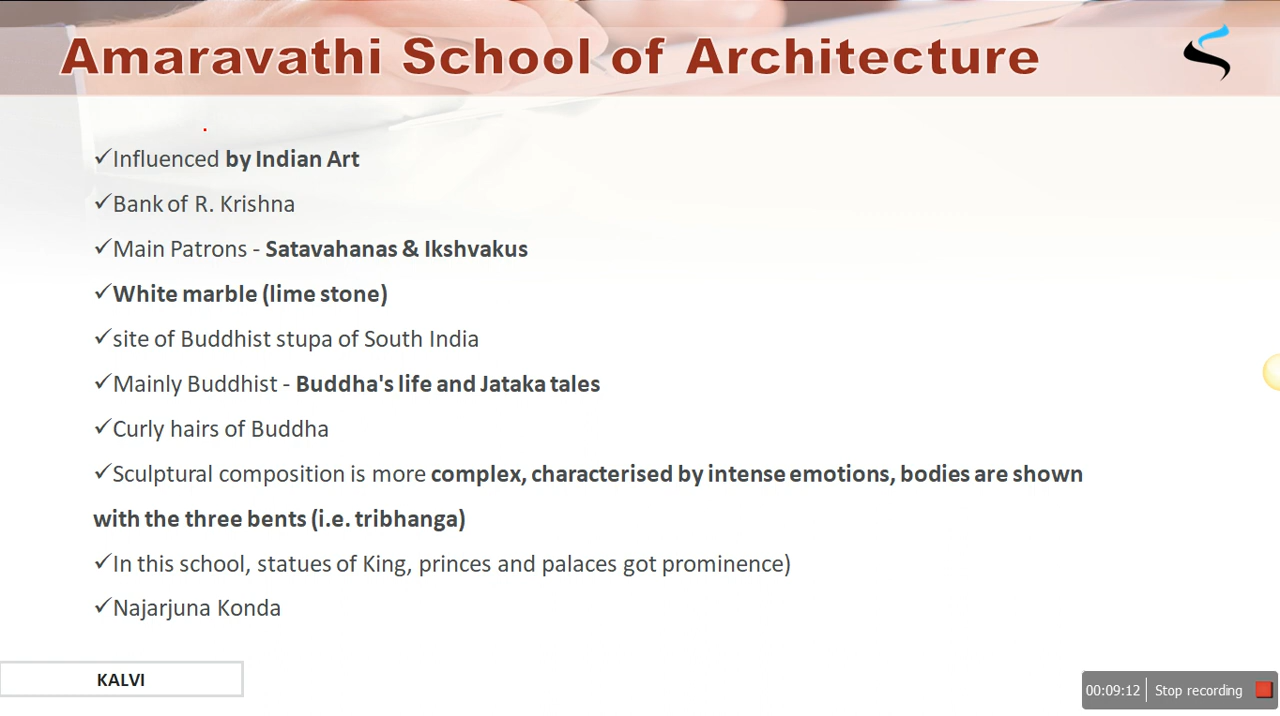 Amaravathi School of Architecture
✓Influenced by Indian Art
✓Bank of R. Krishna
✓Main Patrons - Satavahanas & Ikshvakus
✓White marble (lime stone)
✓site of Buddhist stupa of South India
✓Mainly Buddhist - Buddha's life and Jataka tales
✓Curly hairs of Buddha
✓Sculptural composition is more complex, characterised by intense emotions, bodies are shown
with the three bents (i.e. tribhanga)
✓In this school, statues of King, princes and palaces got prominence)
✓Najarjuna Konda
KALVI
00:09:12 Stop recording